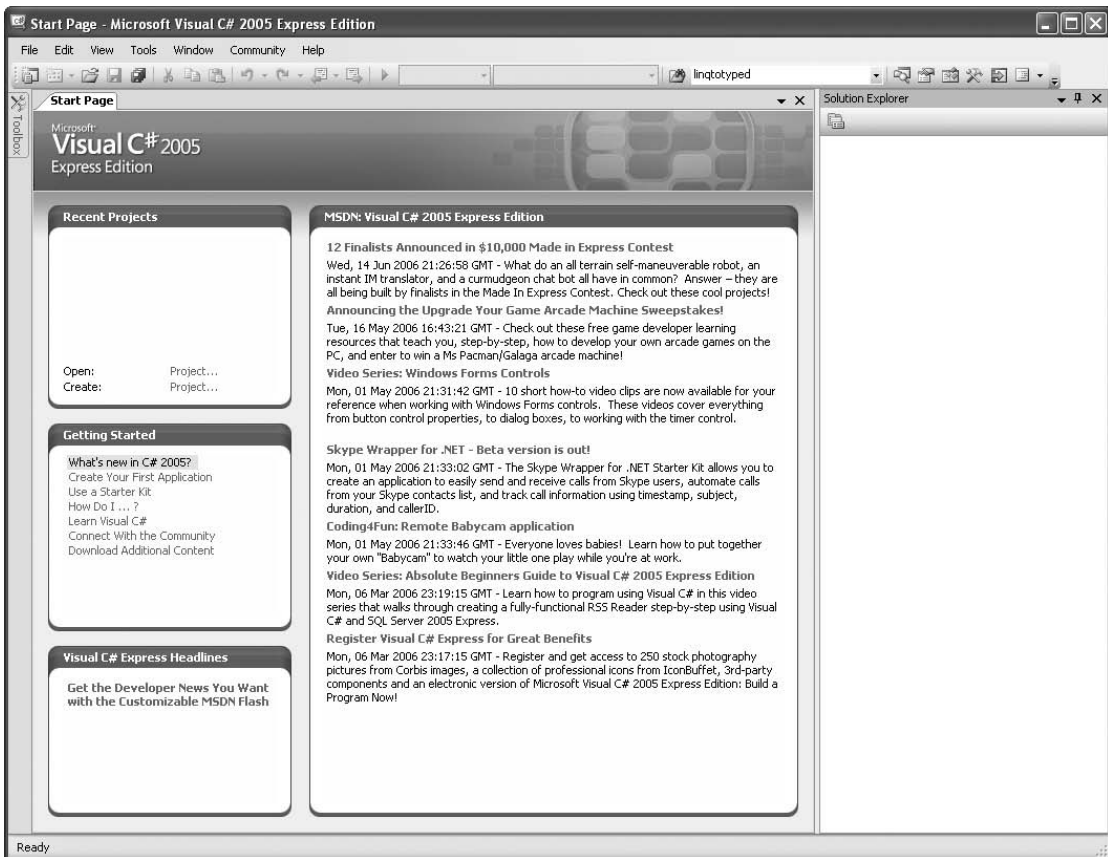 Start Page - Microsoft Visual C# 2005 Express Edition
File Edit View Tools Window Community Help
linqtotyped
Toolbox
Start Page
Solution Explorer
Microsoft
Visual C# 2005
Express Edition
Recent Projects
Open: Project...
Create: Project...
Getting Started
What's new in C# 2005?
Create Your First Application
Use a Starter Kit
How Do I ... ?
Learn Visual C#
Connect With the Community
Download Additional Content
Visual C# Express Headlines
Get the Developer News You Want
with the Customizable MSDN Flash
MSDN: Visual C# 2005 Express Edition
12 Finalists Announced in $10,000 Made in Express Contest
Wed, 14 Jun 2006 21:26:58 GMT - What do an all terrain self-maneuverable robot, an
instant IM translator, and a curmudgeon chat bot all have in common? Answer – they are
all being built by finalists in the Made In Express Contest. Check out these cool projects!
Announcing the Upgrade Your Game Arcade Machine Sweepstakes!
Tue, 16 May 2006 16:43:21 GMT - Check out these free game developer learning
resources that teach you, step-by-step, how to develop your own arcade games on the
PC, and enter to win a Ms Pacman/Galaga arcade machine!
Video Series: Windows Forms Controls
Mon, 01 May 2006 21:31:42 GMT - 10 short how-to video clips are now available for your
reference when working with Windows Forms controls. These videos cover everything
from button control properties, to dialog boxes, to working with the timer control.
Skype Wrapper for .NET - Beta version is out!
Mon, 01 May 2006 21:33:02 GMT - The Skype Wrapper for .NET Starter Kit allows you to
create an application to easily send and receive calls from Skype users, automate calls
from your Skype contacts list, and track call information using timestamp, subject,
duration, and callerID.
Coding4Fun: Remote Babycam application
Mon, 01 May 2006 21:33:46 GMT - Everyone loves babies! Learn how to put together
your own "Babycam" to watch your little one play while you're at work.
Video Series: Absolute Beginners Guide to Visual C# 2005 Express Edition
Mon, 06 Mar 2006 23:19:15 GMT - Learn how to program using Visual C# in this video
series that walks through creating a fully-functional RSS Reader step-by-step using Visual
C# and SQL Server 2005 Express.
Register Visual C# Express for Great Benefits
Mon, 06 Mar 2006 23:17:15 GMT - Register and get access to 250 stock photography
pictures from Corbis images, a collection of professional icons from IconBuffet, 3rd-party
components and an electronic version of Microsoft Visual C# 2005 Express Edition: Build a
Program Now!
Ready